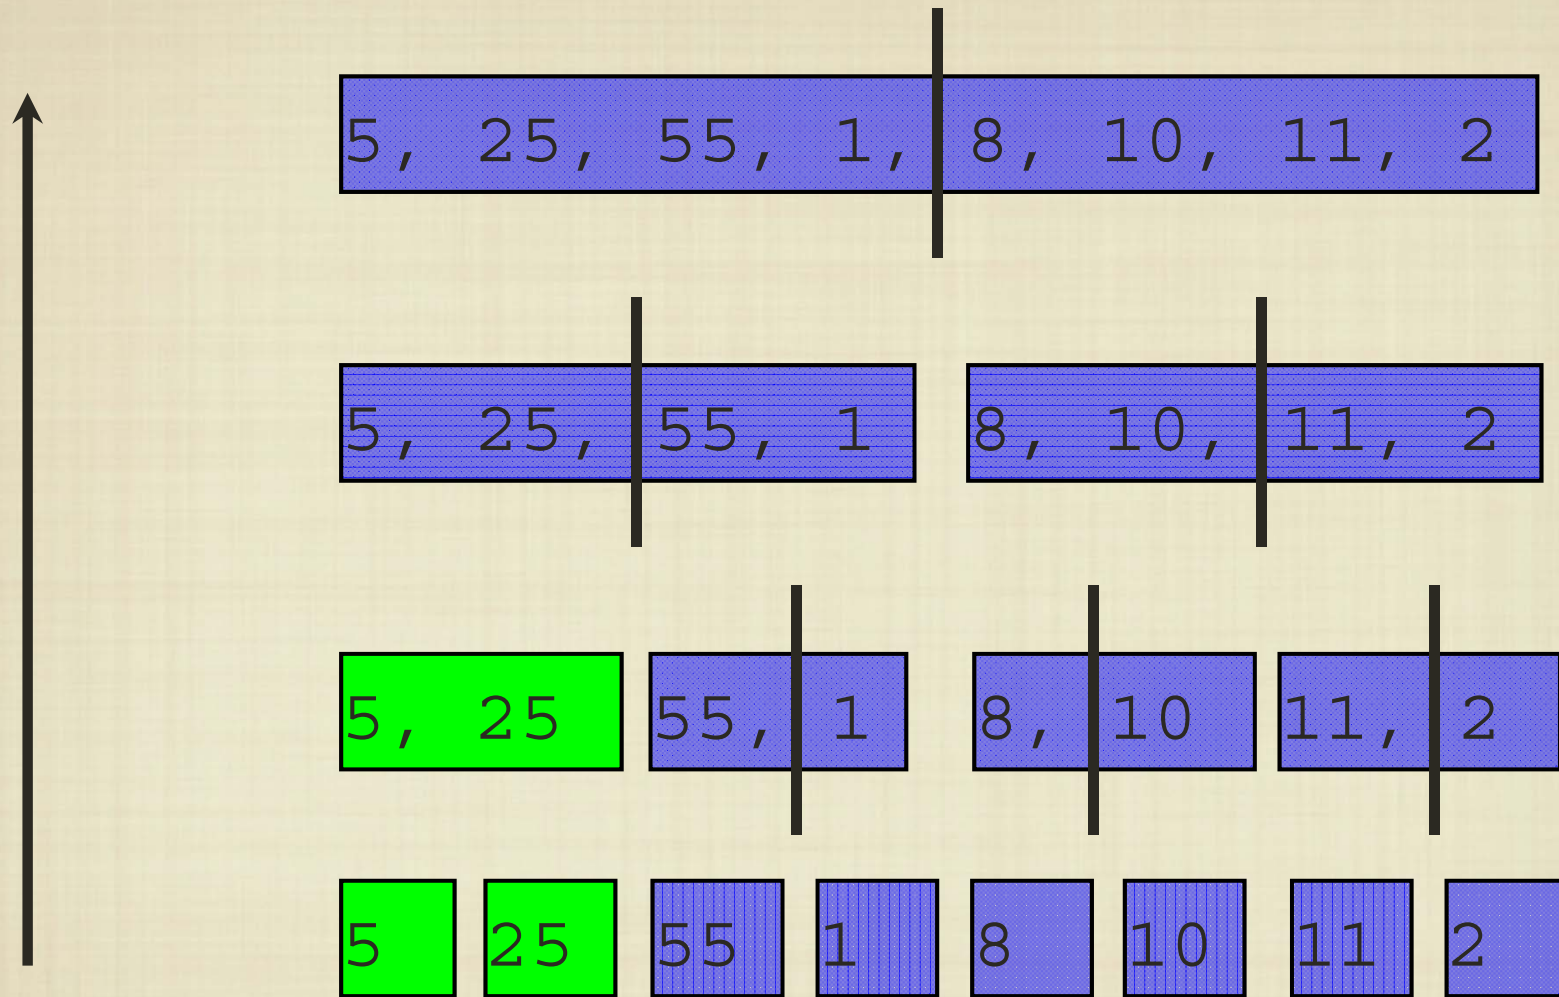 5, 25, 55, 1, 8, 10, 11, 2
5, 25, 55, 1 8, 10, 11, 2
5, 25 55, 1 8, 10 11, 2
5 25 55 1 8 10 11 2